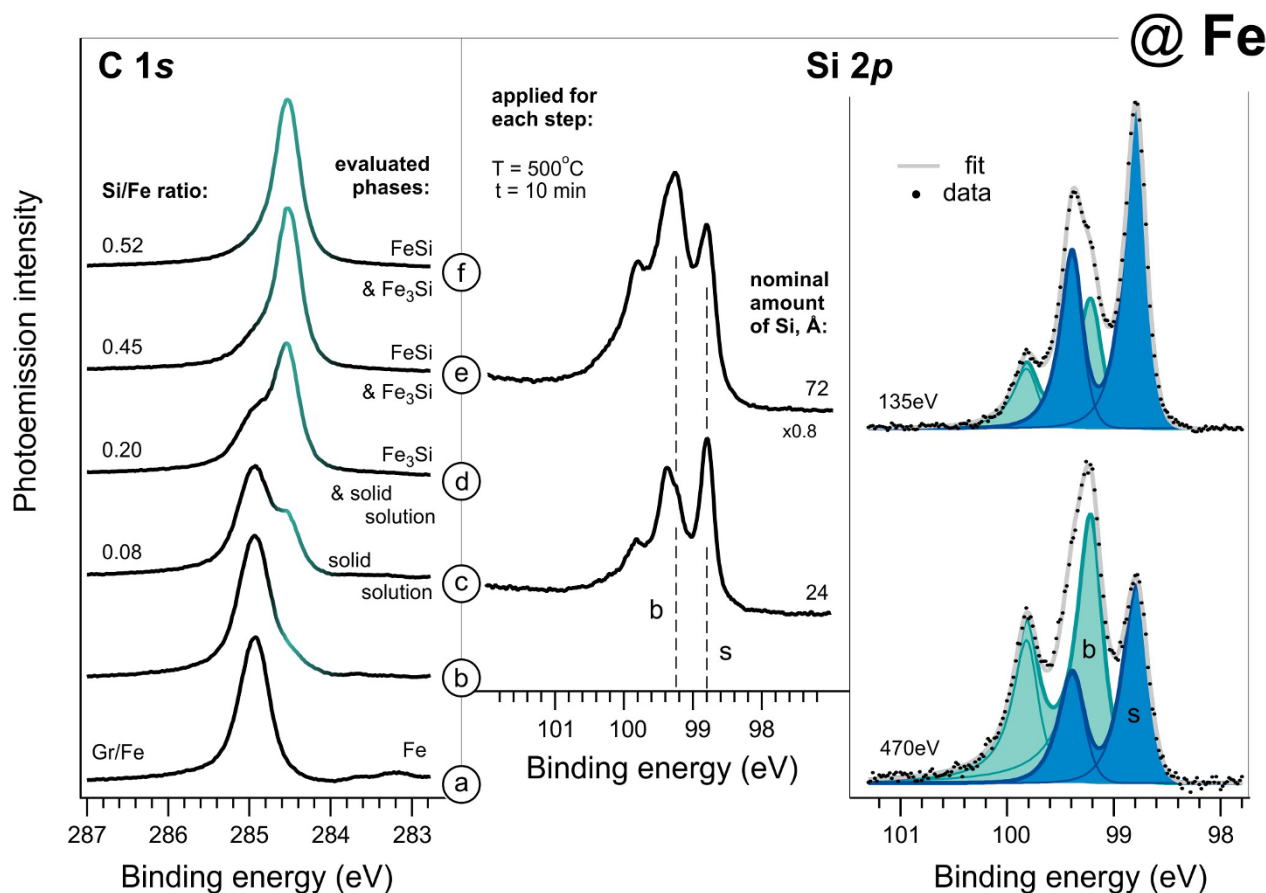 @ Fe
C 1s
Si 2p
Photoemission intensity
Si/Fe ratio:
evaluated
phases:
0.52
FeSi
& Fe₃Si
f
0.45
FeSi
& Fe₃Si
e
0.20
Fe₃Si
& solid
solution
d
0.08
solid
solution
c
b
Gr/Fe
Fe
a
287
286
285
284
283
Binding energy (eV)
applied for
each step:
T = 500°C
t = 10 min
nominal
amount
of Si, Å:
72
x0.8
24
b
s
101
100
99
98
Binding energy (eV)
fit
data
135eV
b
s
470eV
101
100
99
98
Binding energy (eV)